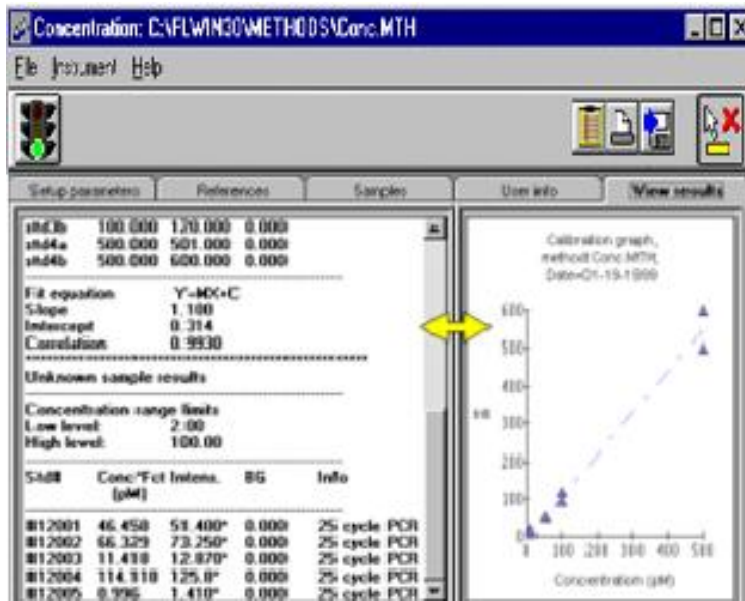 Concentration: C:\FLWIN30\METHODS\Conc.MTH
File Instrument Help
Setup parameters References Samples User info View results
std3b 100.000 120.000 0.000
std4a 500.000 501.000 0.000
std4b 500.000 600.000 0.000
Fit equation Y=MX+C
Slope 1.100
Intercept 0.314
Correlation 0.9930
Unknown sample results
Concentration range limits
Low level: 2.00
High level: 100.00
Std# Conc*Fct Intens. BG Info
(pM)
12001 46.450 51.400* 0.000 25 cycle PCR
12002 66.329 73.250* 0.000 25 cycle PCR
12003 11.418 12.870* 0.000 25 cycle PCR
12004 114.110 125.8* 0.000 25 cycle PCR
12005 0.996 1.410* 0.000 25 cycle PCR
Calibration graph,
method: Conc.MTH,
Date=01-19-1999
600
500
400
300
200
100
100 200 300 400 500
Concentration (pM)